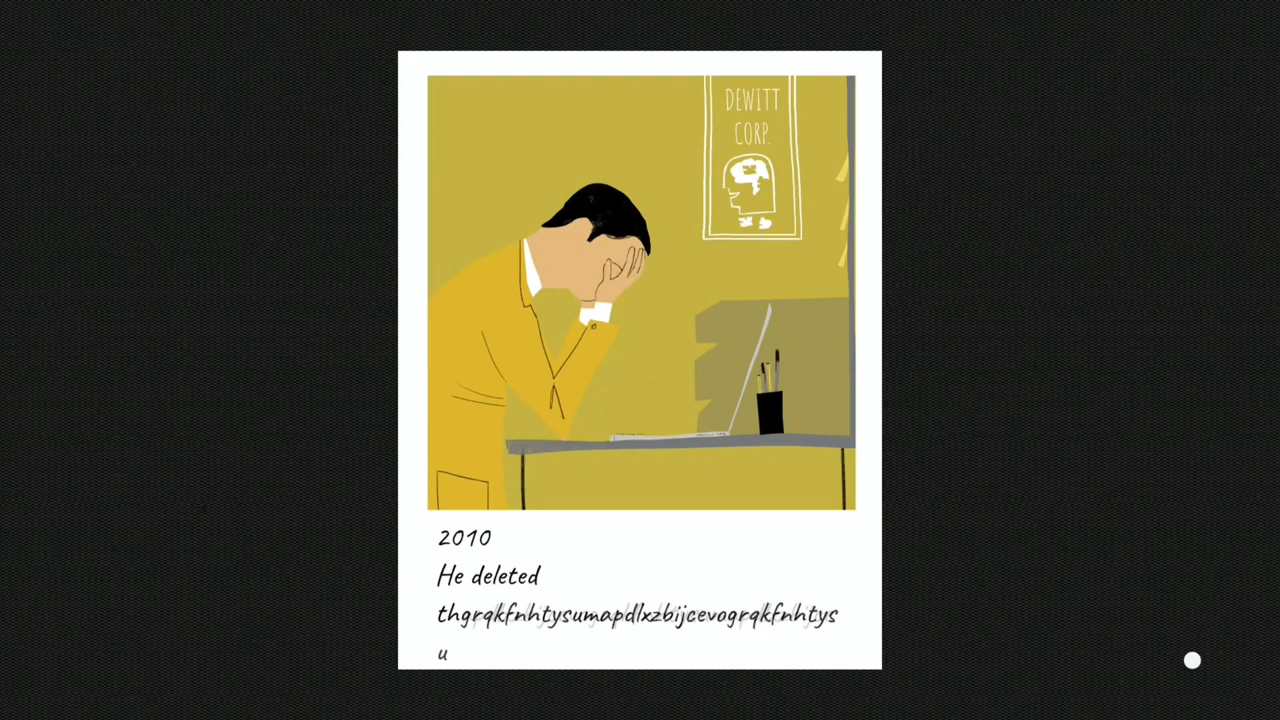 DEWITT
CORP.
2010
He deleted
thgrqkfnhtysumapdlxzbijcevogrqkfnhtys
u